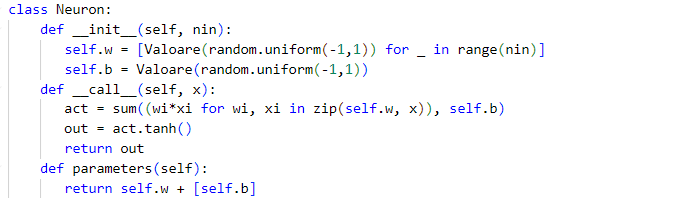 class Neuron:
    def __init__(self, nin):
       self.w = [Valoare(random.uniform(-1,1)) for _ in range(nin)]
       self.b = Valoare(random.uniform(-1,1))
    def __call__(self, x):
       act = sum((wi*xi for wi, xi in zip(self.w, x)), self.b)
       out = act.tanh()
       return out
    def parameters(self):
       return self.w + [self.b]